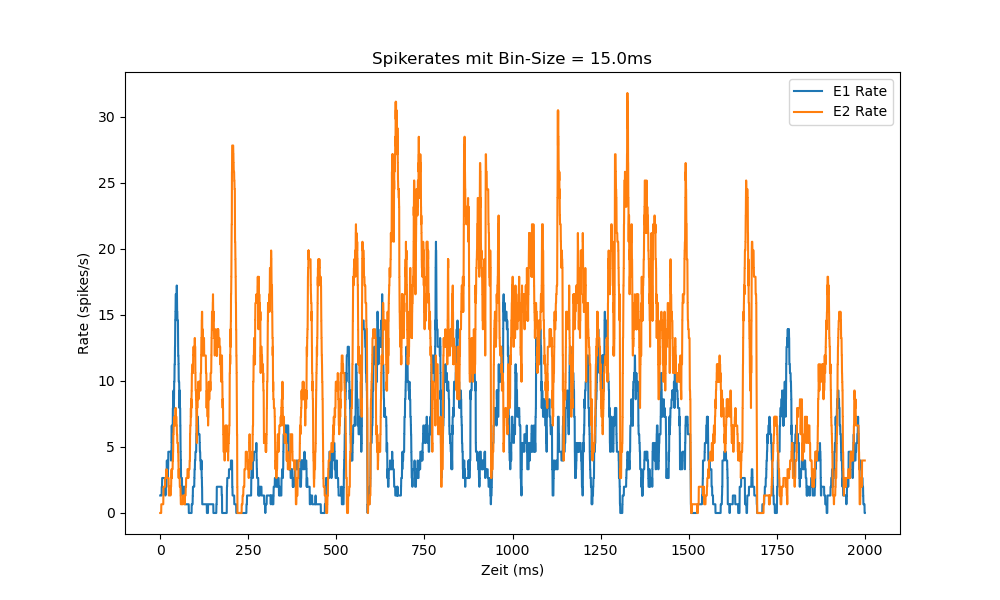 Spikerates mit Bin-Size = 15.0ms
E1 Rate
E2 Rate
Rate (spikes/s)
30
25
20
15
10
5
0
0 250 500 750 1000 1250 1500 1750 2000
Zeit (ms)